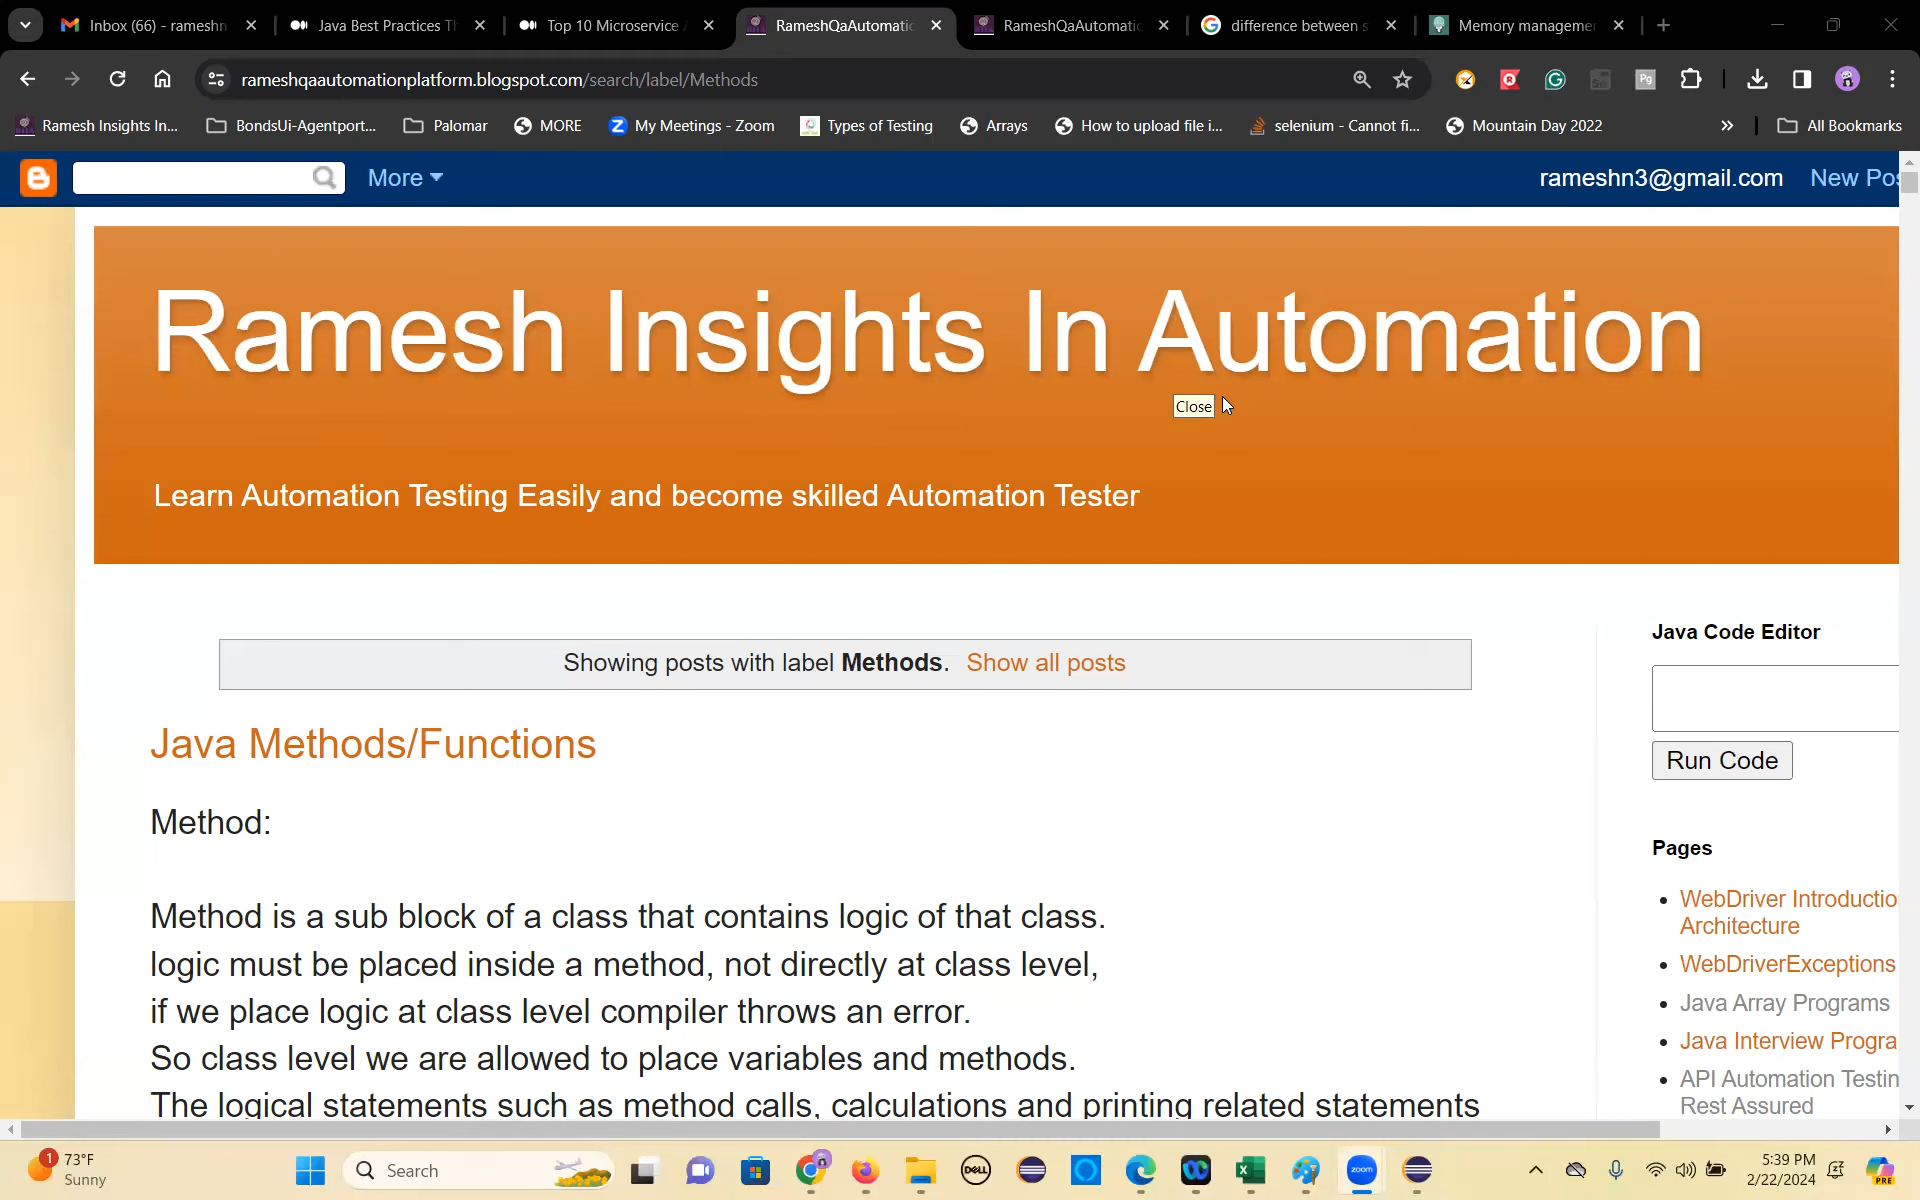 Inbox (66) - rameshn
Java Best Practices Th
Top 10 Microservice
RameshQaAutomatio
RameshQaAutomatio
difference between s
Memory managemen
rameshqaautomationplatform.blogspot.com/search/label/Methods
Ramesh Insights In...
BondsUi-Agentport...
Palomar
MORE
My Meetings - Zoom
Types of Testing
Arrays
How to upload file i...
selenium - Cannot fi...
Mountain Day 2022
All Bookmarks
More
rameshn3@gmail.com
New Pos
Ramesh Insights In Automation
Close
Learn Automation Testing Easily and become skilled Automation Tester
Showing posts with label Methods. Show all posts
Java Methods/Functions
Method:
Method is a sub block of a class that contains logic of that class.
logic must be placed inside a method, not directly at class level,
if we place logic at class level compiler throws an error.
So class level we are allowed to place variables and methods.
The logical statements such as method calls, calculations and printing related statements
Java Code Editor
Run Code
Pages
WebDriver Introductio
Architecture
WebDriverExceptions
Java Array Programs
Java Interview Progra
API Automation Testin
Rest Assured
1
73°F
Sunny
Search
DELL
zoom
5:39 PM
2/22/2024
PRE